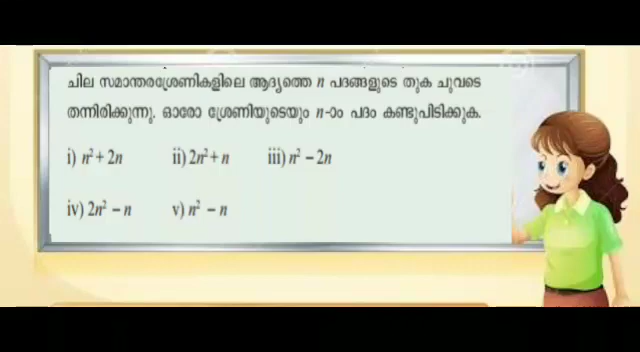 ചില സമാന്തരശ്രേണികളിലെ ആദ്യത്തെ n പദങ്ങളുടെ തുക ചുവടെ
തന്നിരിക്കുന്നു. ഓരോ ശ്രേണിയുടെയും n-ാം പദം കണ്ടുപിടിക്കുക.
i) n² + 2n ii) 2n² + n iii) n² – 2n
iv) 2n² – n v) n² – n